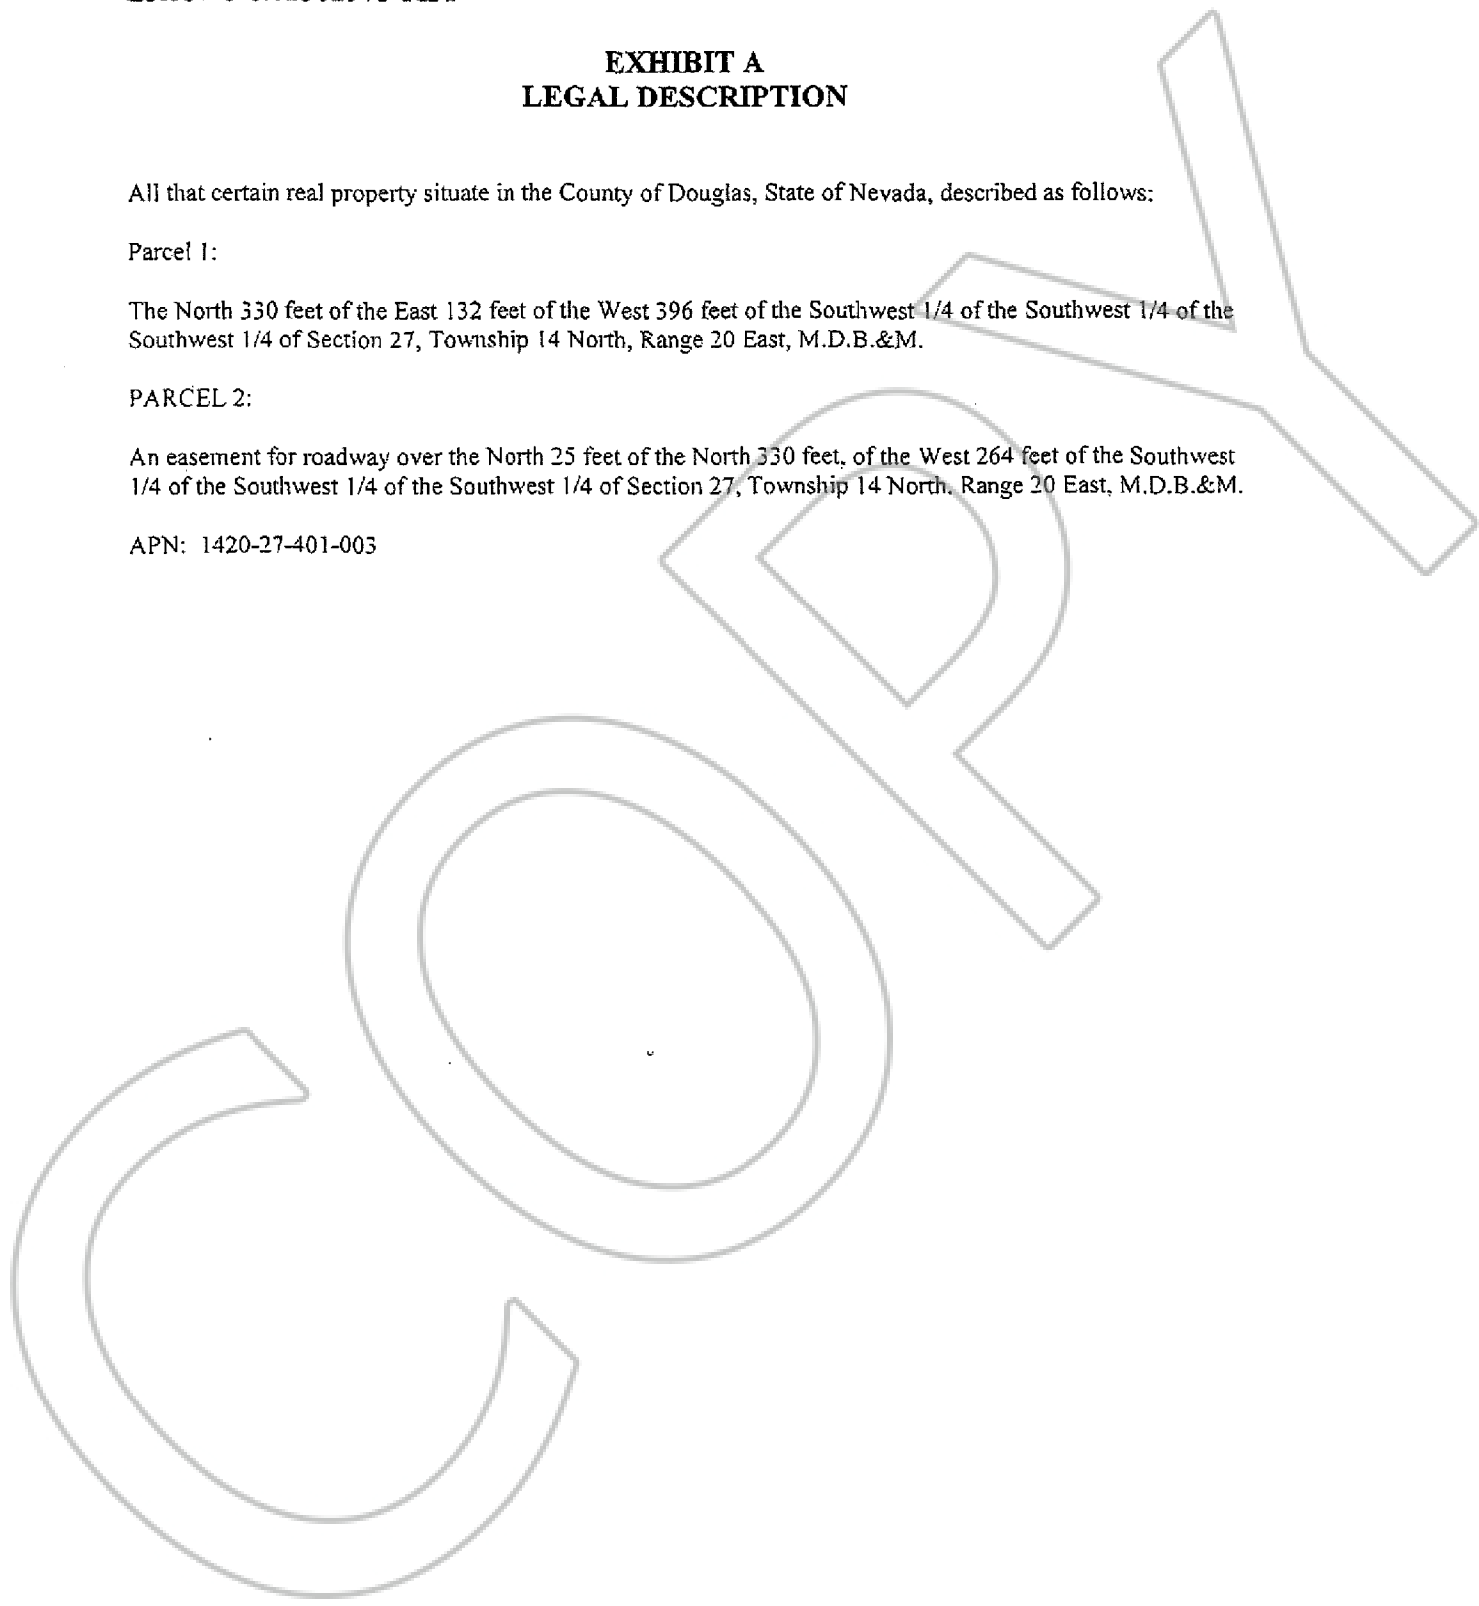 EXHIBIT A
LEGAL DESCRIPTION
All that certain real property situate in the County of Douglas, State of Nevada, described as follows:
Parcel 1:
The North 330 feet of the East 132 feet of the West 396 feet of the Southwest 1/4 of the Southwest 1/4 of the
Southwest 1/4 of Section 27, Township 14 North, Range 20 East, M.D.B.&M.
PARCEL 2:
An easement for roadway over the North 25 feet of the North 330 feet, of the West 264 feet of the Southwest
1/4 of the Southwest 1/4 of the Southwest 1/4 of Section 27, Township 14 North, Range 20 East, M.D.B.&M.
APN: 1420-27-401-003
COPY